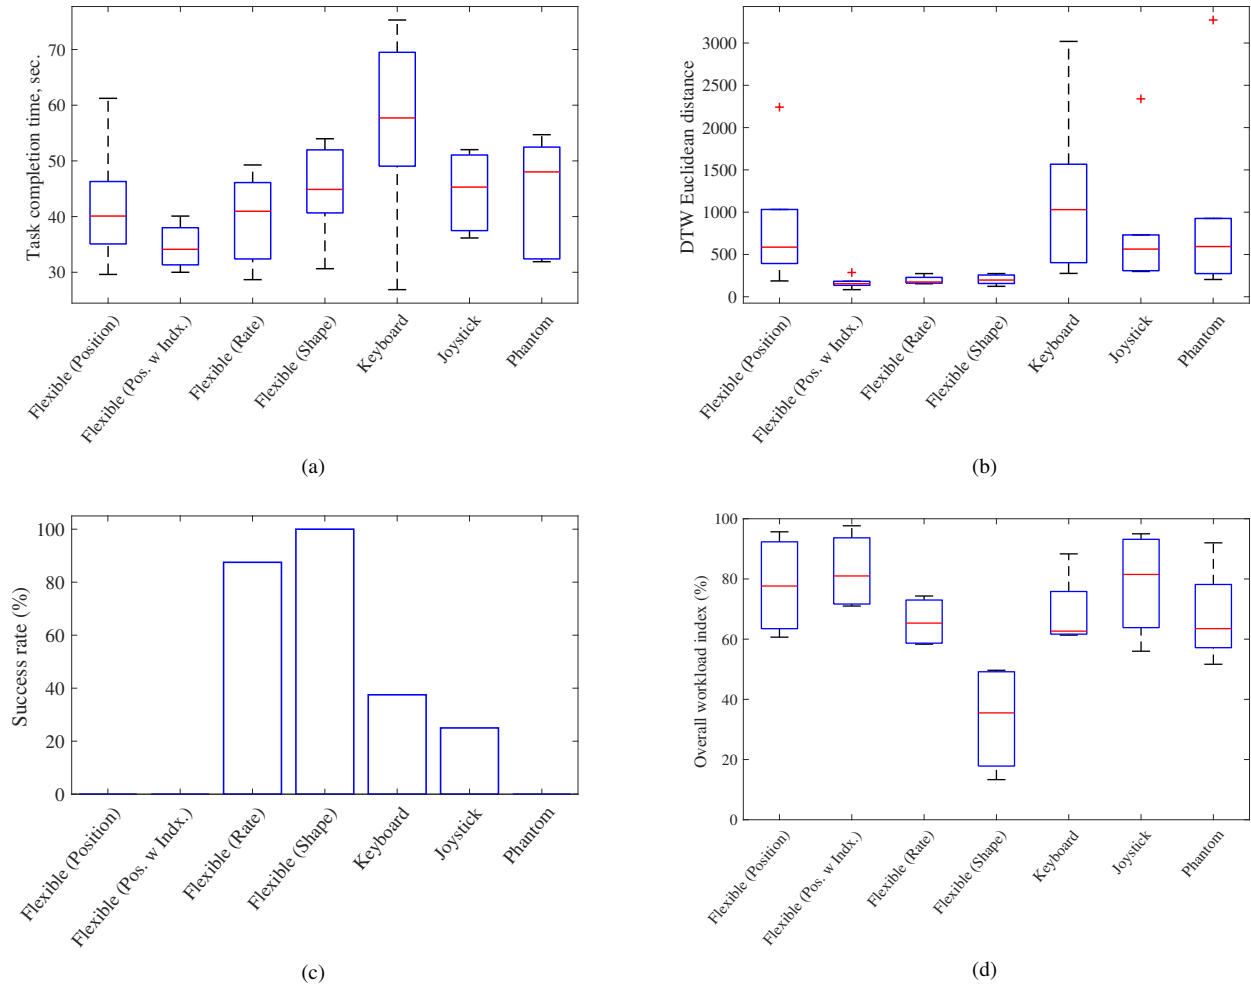 70
60
50
40
30
Task completion time, sec.
Flexible (Position)
Flexible (Pos. w Indx.)
Flexible (Rate)
Flexible (Shape)
Keyboard
Joystick
Phantom
(a)
3000
2500
2000
1500
1000
500
0
DTW Euclidean distance
Flexible (Position)
Flexible (Pos. w Indx.)
Flexible (Rate)
Flexible (Shape)
Keyboard
Joystick
Phantom
(b)
100
80
60
40
20
0
Success rate (%)
Flexible (Position)
Flexible (Pos. w Indx.)
Flexible (Rate)
Flexible (Shape)
Keyboard
Joystick
Phantom
(c)
100
80
60
40
20
0
Overall workload index (%)
Flexible (Position)
Flexible (Pos. w Indx.)
Flexible (Rate)
Flexible (Shape)
Keyboard
Joystick
Phantom
(d)